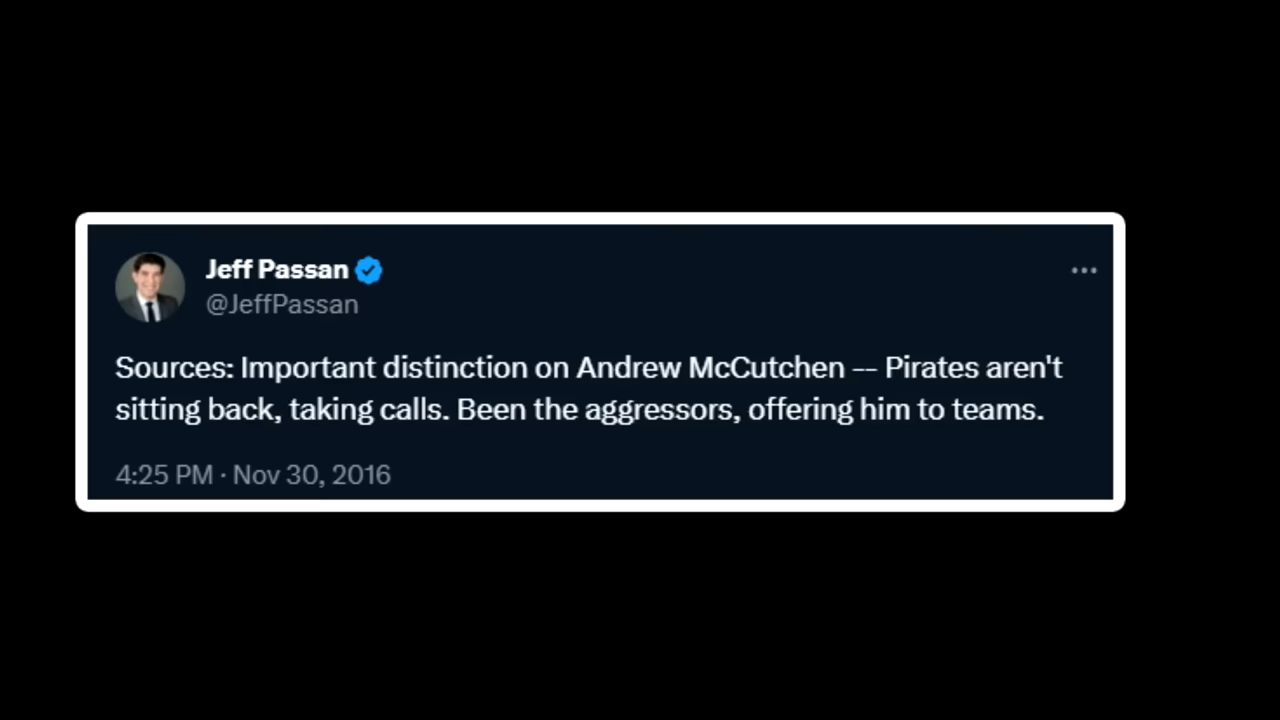 Jeff Passan
@JeffPassan
Sources: Important distinction on Andrew McCutchen -- Pirates aren't
sitting back, taking calls. Been the aggressors, offering him to teams.
4:25 PM · Nov 30, 2016